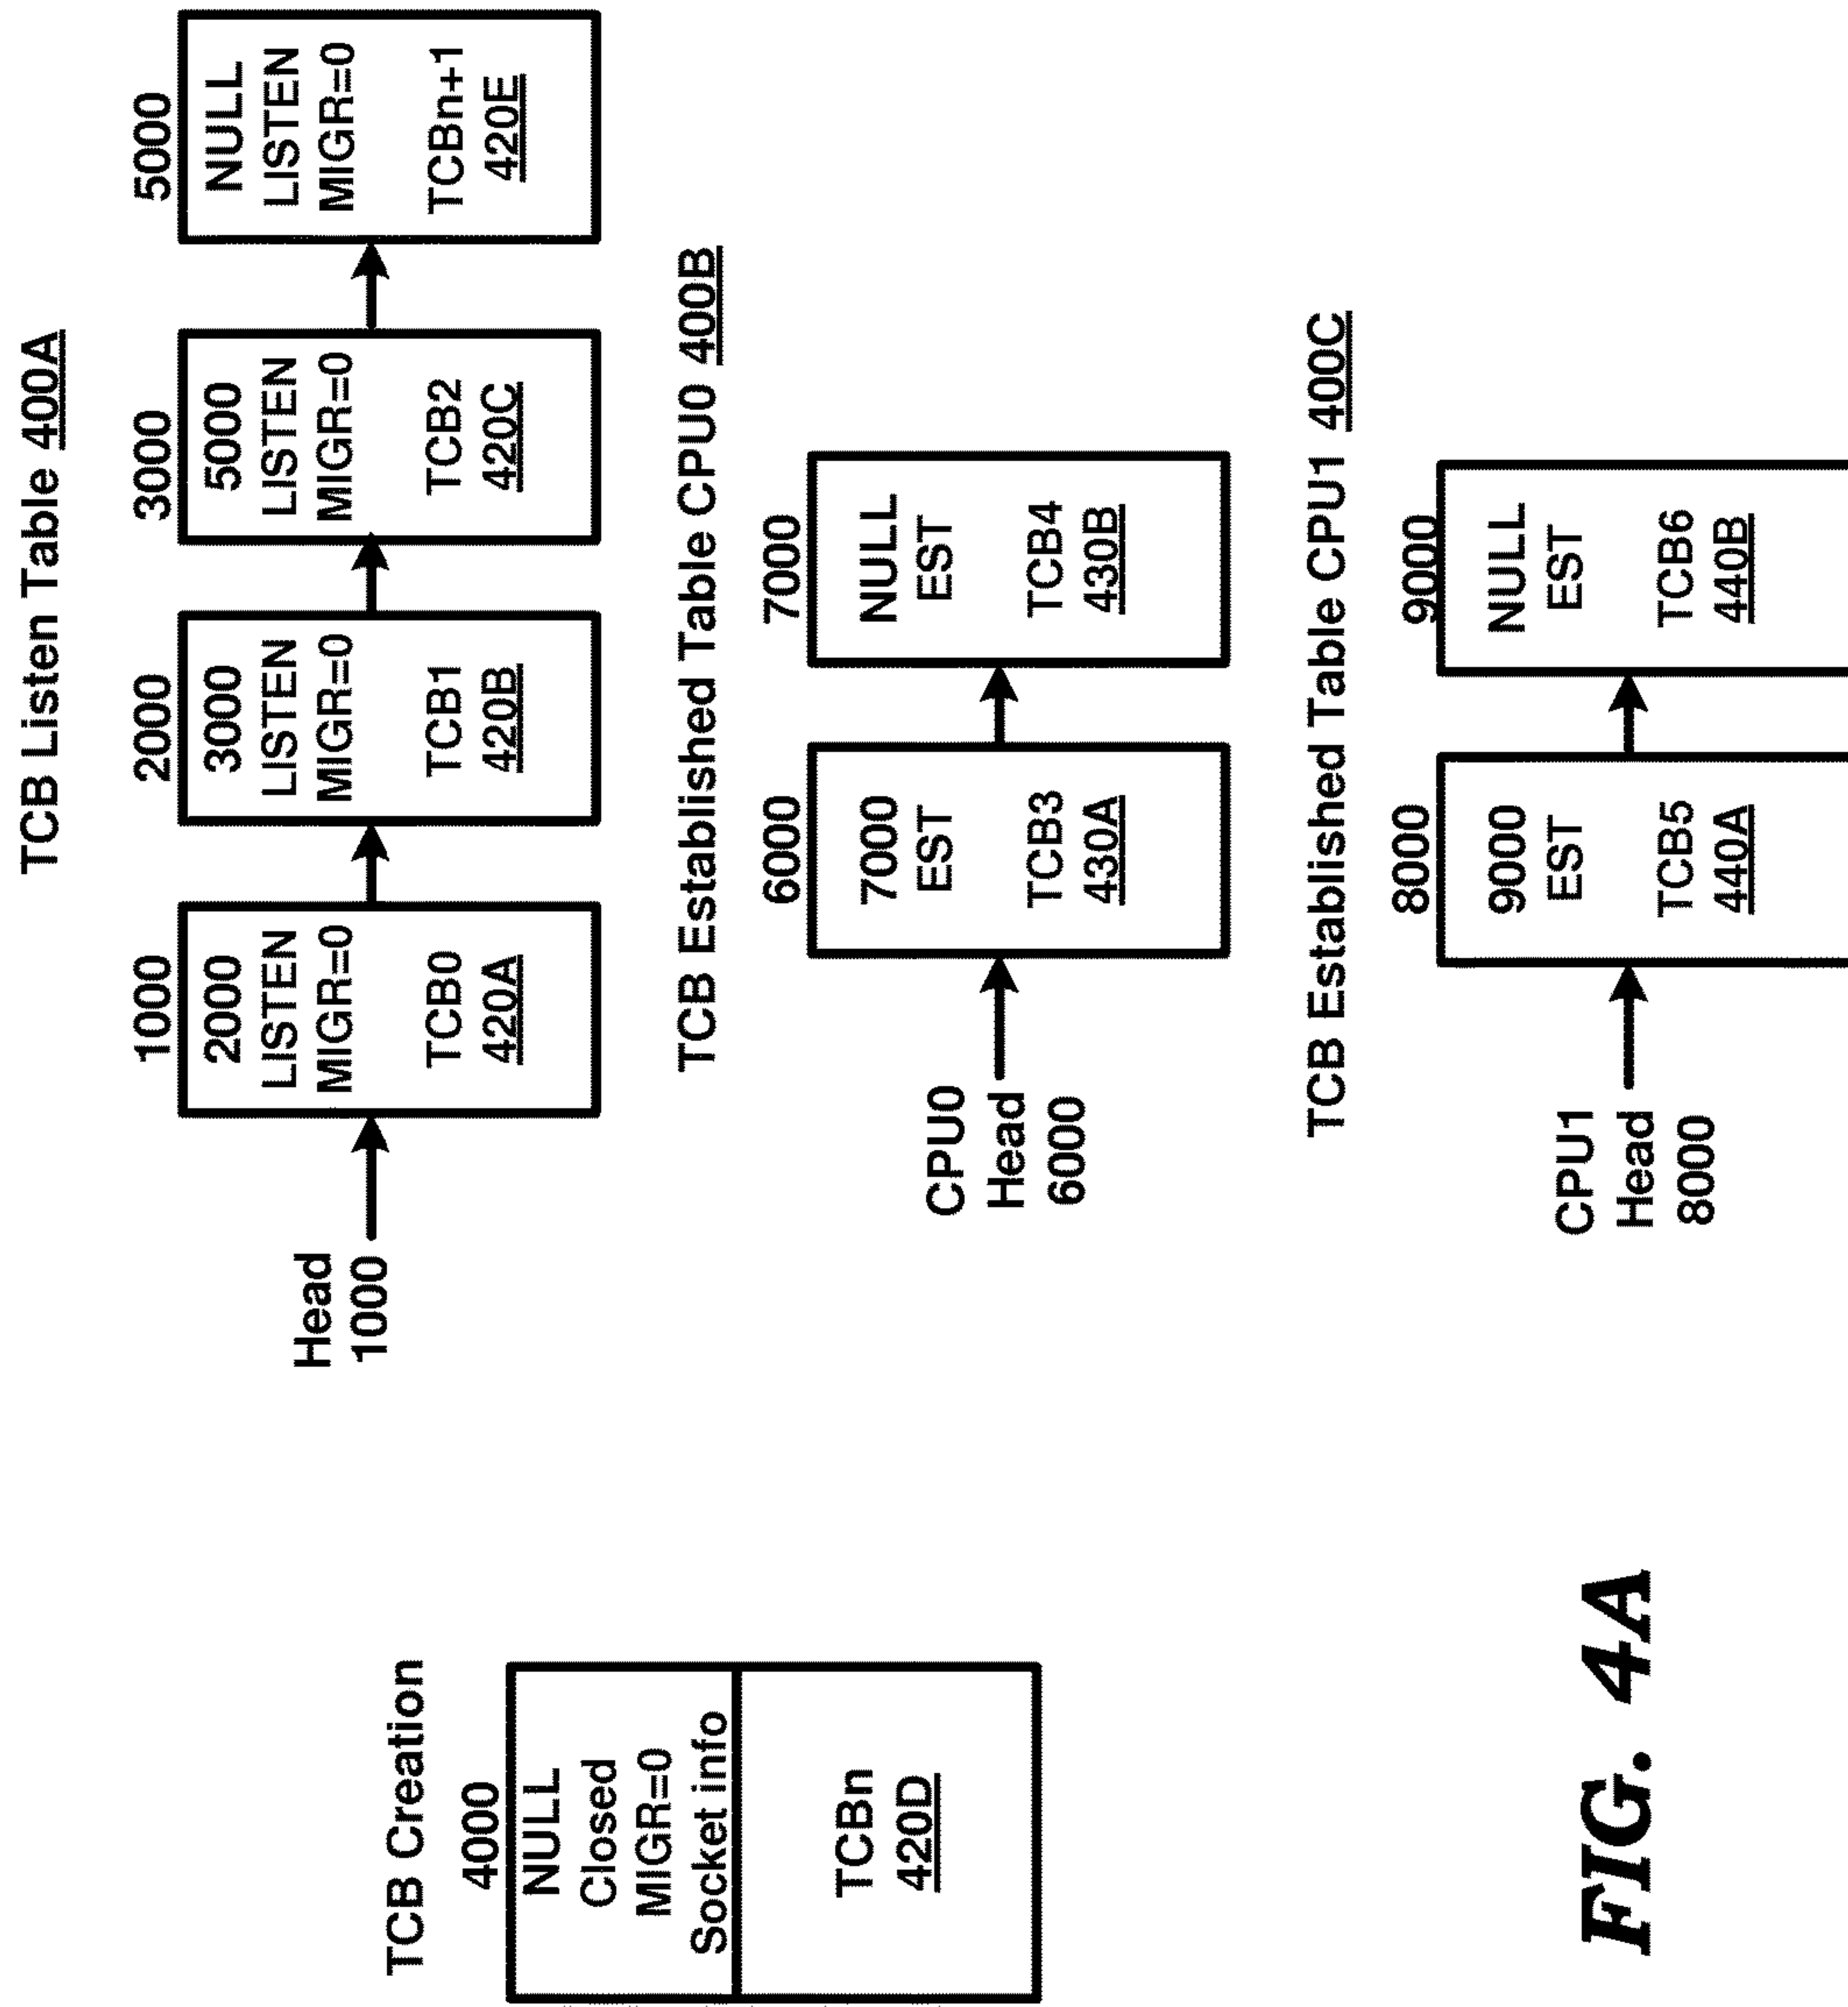 TCB Creation
4000
NULL
Closed
MIGR=0
Socket info
TCBn
420D
TCB Listen Table 400A
Head
1000
1000
2000
LISTEN
MIGR=0
TCB0
420A
2000
3000
LISTEN
MIGR=0
TCB1
420B
3000
5000
LISTEN
MIGR=0
TCB2
420C
5000
NULL
LISTEN
MIGR=0
TCBn+1
420E
TCB Established Table CPU0 400B
CPU0
Head
6000
6000
7000
EST
TCB3
430A
7000
NULL
EST
TCB4
430B
TCB Established Table CPU1 400C
CPU1
Head
8000
8000
9000
EST
TCB5
440A
9000
NULL
EST
TCB6
440B
FIG. 4A